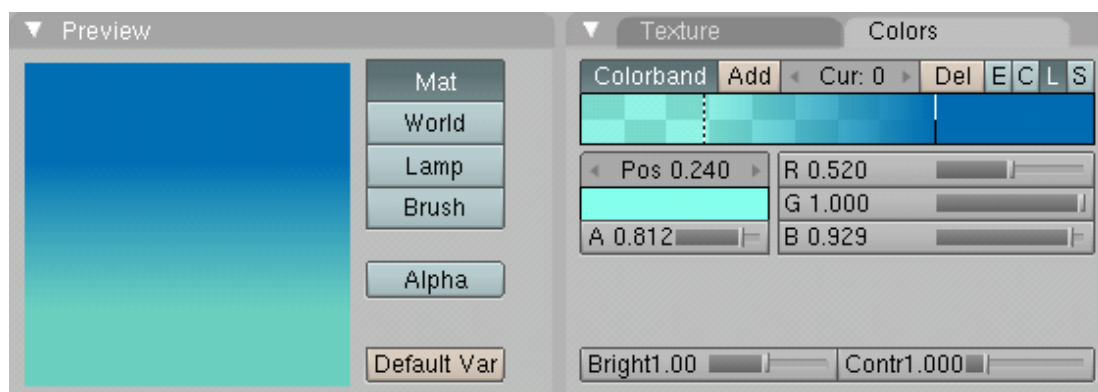 Preview
Mat
World
Lamp
Brush
Alpha
Default Var
Texture Colors
Colorband Add Cur: 0 Del E C L S
Pos 0.240 R 0.520
G 1.000
A 0.812 B 0.929
Bright1.00 Contr1.000